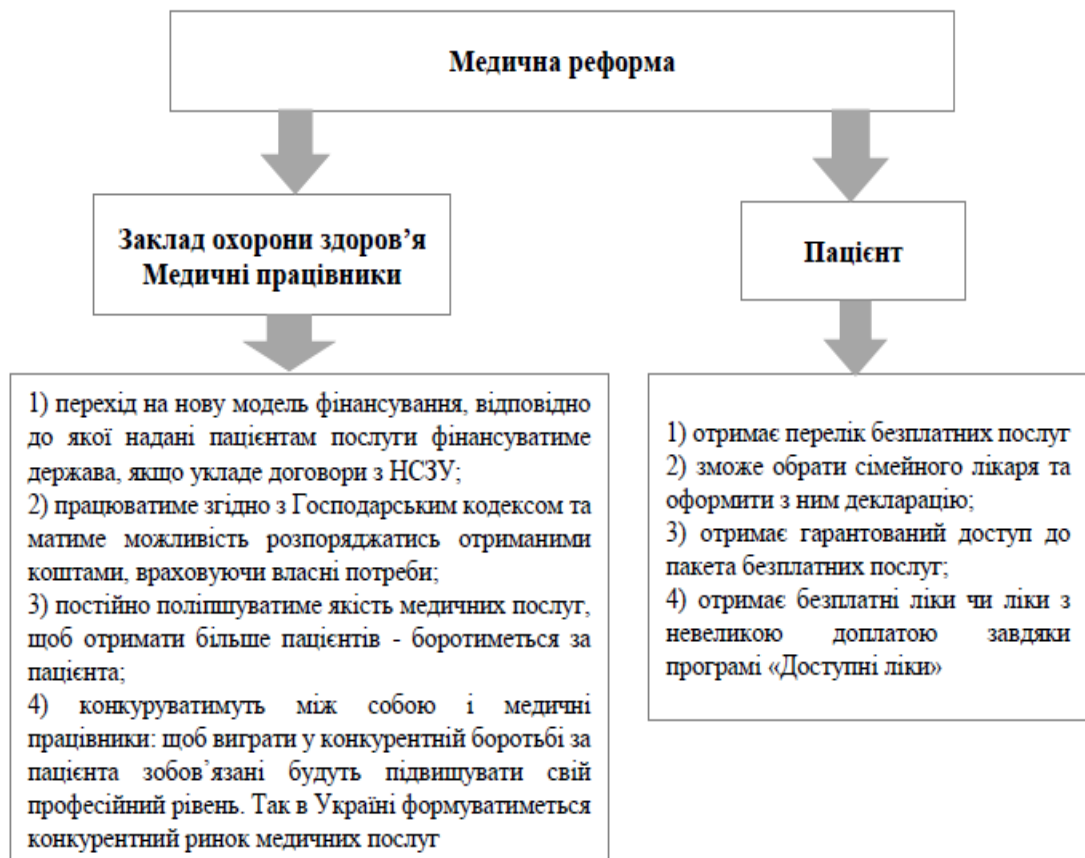 Медична реформа
Заклад охорони здоров’я
Медичні працівники
Пацієнт
1) перехід на нову модель фінансування, відповідно
до якої надані пацієнтам послуги фінансуватиме
держава, якщо укладе договори з НСЗУ;
2) працюватиме згідно з Господарським кодексом та
матиме можливість розпоряджатись отриманими
коштами, враховуючи власні потреби;
3) постійно поліпшуватиме якість медичних послуг,
щоб отримати більше пацієнтів - боротиметься за
пацієнта;
4) конкуруватимуть між собою і медичні
працівники: щоб виграти у конкурентній боротьбі за
пацієнта зобов’язані будуть підвищувати свій
професійний рівень. Так в Україні формуватиметься
конкурентний ринок медичних послуг
1) отримає перелік безплатних послуг
2) зможе обрати сімейного лікаря та
оформити з ним декларацію;
3) отримає гарантований доступ до
пакета безплатних послуг;
4) отримає безплатні ліки чи ліки з
невеликою доплатою завдяки
програмі «Доступні ліки»